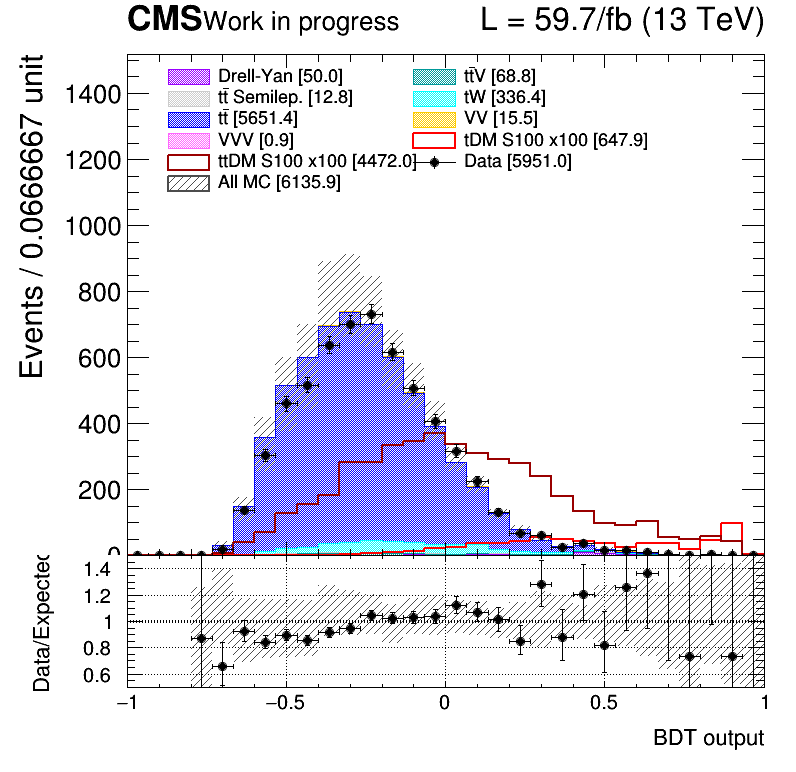 CMS Work in progress L = 59.7/fb (13 TeV)
Events / 0.0666667 unit
1400
1200
1000
800
600
400
200
0
Drell-Yan [50.0] tt̄V [68.8]
tt̄ Semilep. [12.8] tW [336.4]
tt̄ [5651.4] VV [15.5]
VVV [0.9] tDM S100 x100 [647.9]
ttDM S100 x100 [4472.0] Data [5951.0]
All MC [6135.9]
Data/Expected
1.4
1.2
1
0.8
0.6
−1 −0.5 0 0.5 1
BDT output